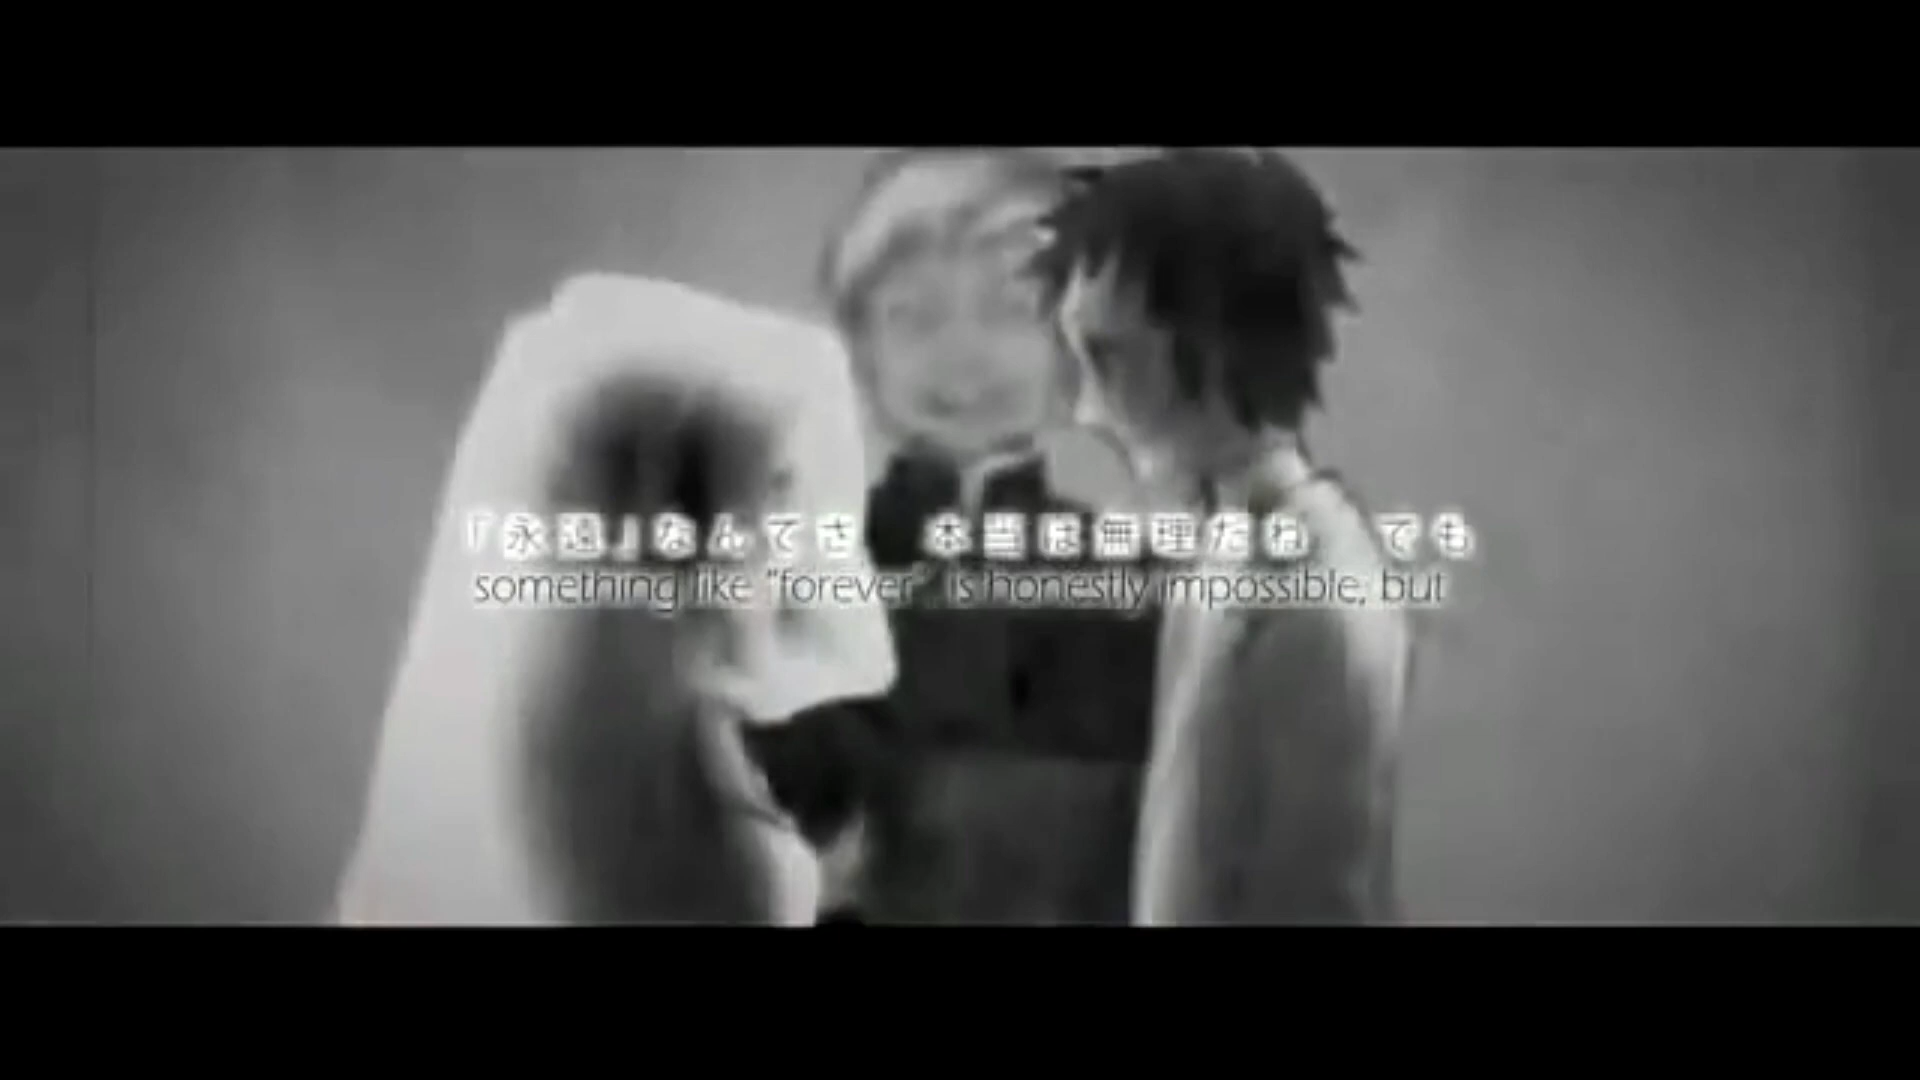 「永遠」なんてさ 本当は無理だね でも
something like "forever" is honestly impossible, but